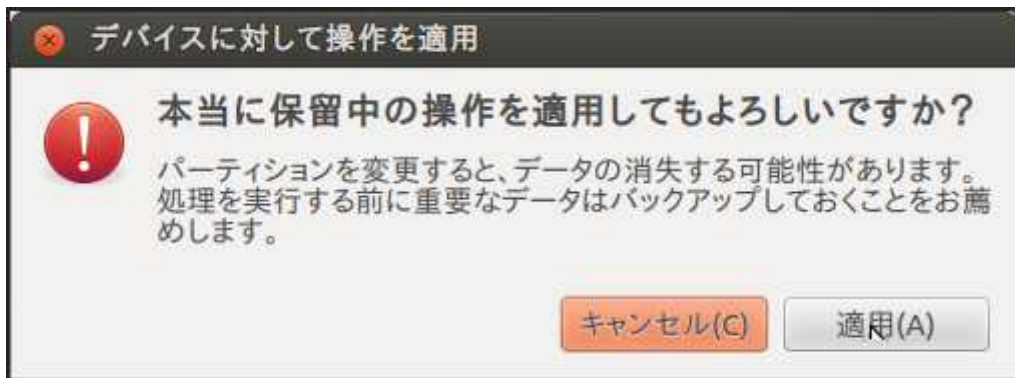 デバイスに対して操作を適用
本当に保留中の操作を適用してもよろしいですか？
パーティションを変更すると、データの消失する可能性があります。
処理を実行する前に重要なデータはバックアップしておくことをお薦
めします。
キャンセル(C)
適用(A)